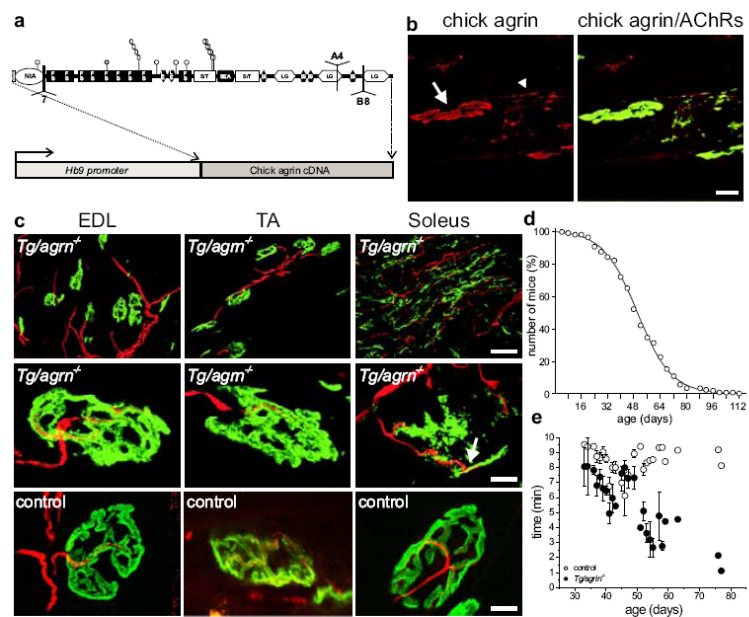 a
A4
NtA
S/T
S/T
LG
LG
LG
7
B8
Hb9 promoter
Chick agrin cDNA
b
chick agrin
chick agrin/AChRs
c
EDL
TA
Soleus
Tg/agrn-/-
Tg/agrn-/-
Tg/agrn-/-
Tg/agrn-/-
Tg/agrn-/-
Tg/agrn-/-
control
control
control
d
number of mice (%)
100
80
60
40
20
0
16
32
48
64
80
96
112
age (days)
e
time (min)
10
9
8
7
6
5
4
3
2
1
0
control
Tg/agrn-/-
30
40
50
60
70
80
age (days)